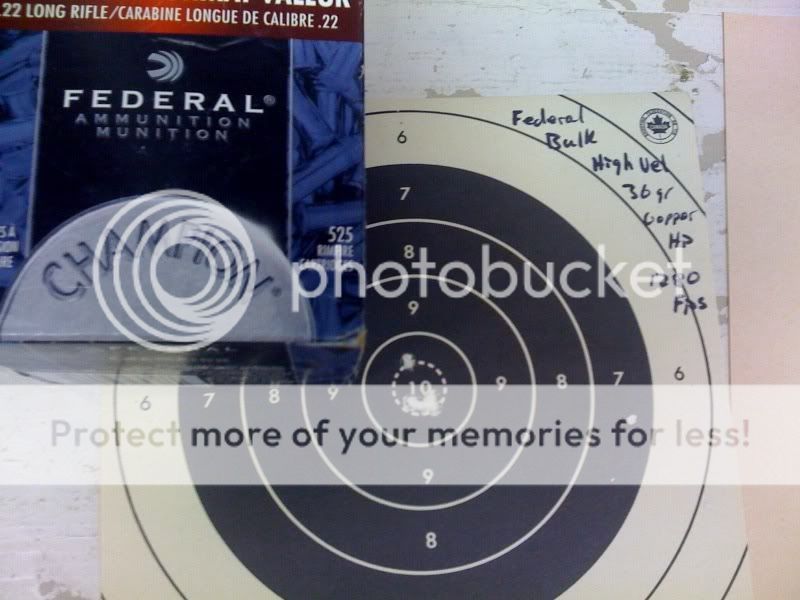 VALEUR
.22 LONG RIFLE/CARABINE LONGUE DE CALIBRE .22
FEDERAL®
AMMUNITION
MUNITION
CHAMPION®
525
Federal
Bulk
High Vel
36 gr
Copper
HP
FPS
6
7
8
9
10
6 7 8 9 9 8 7 6
9
8
photobucket
Protect more of your memories for less!